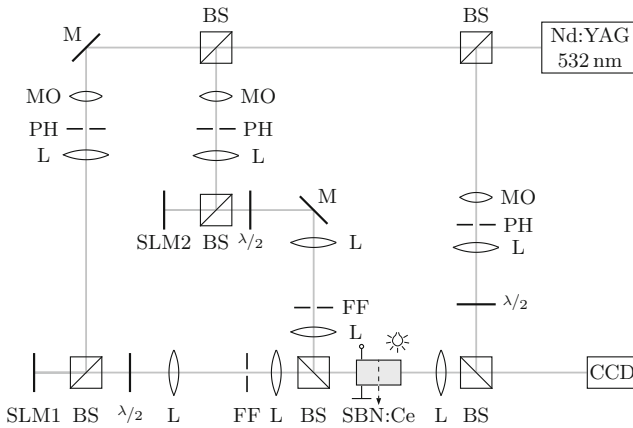 BS
BS
M
Nd:YAG
532 nm
MO
MO
PH
PH
L
L
M
MO
PH
SLM2
BS
λ/2
L
L
λ/2
FF
L
SLM1
BS
λ/2
L
FF
L
BS
SBN:Ce
L
BS
CCD